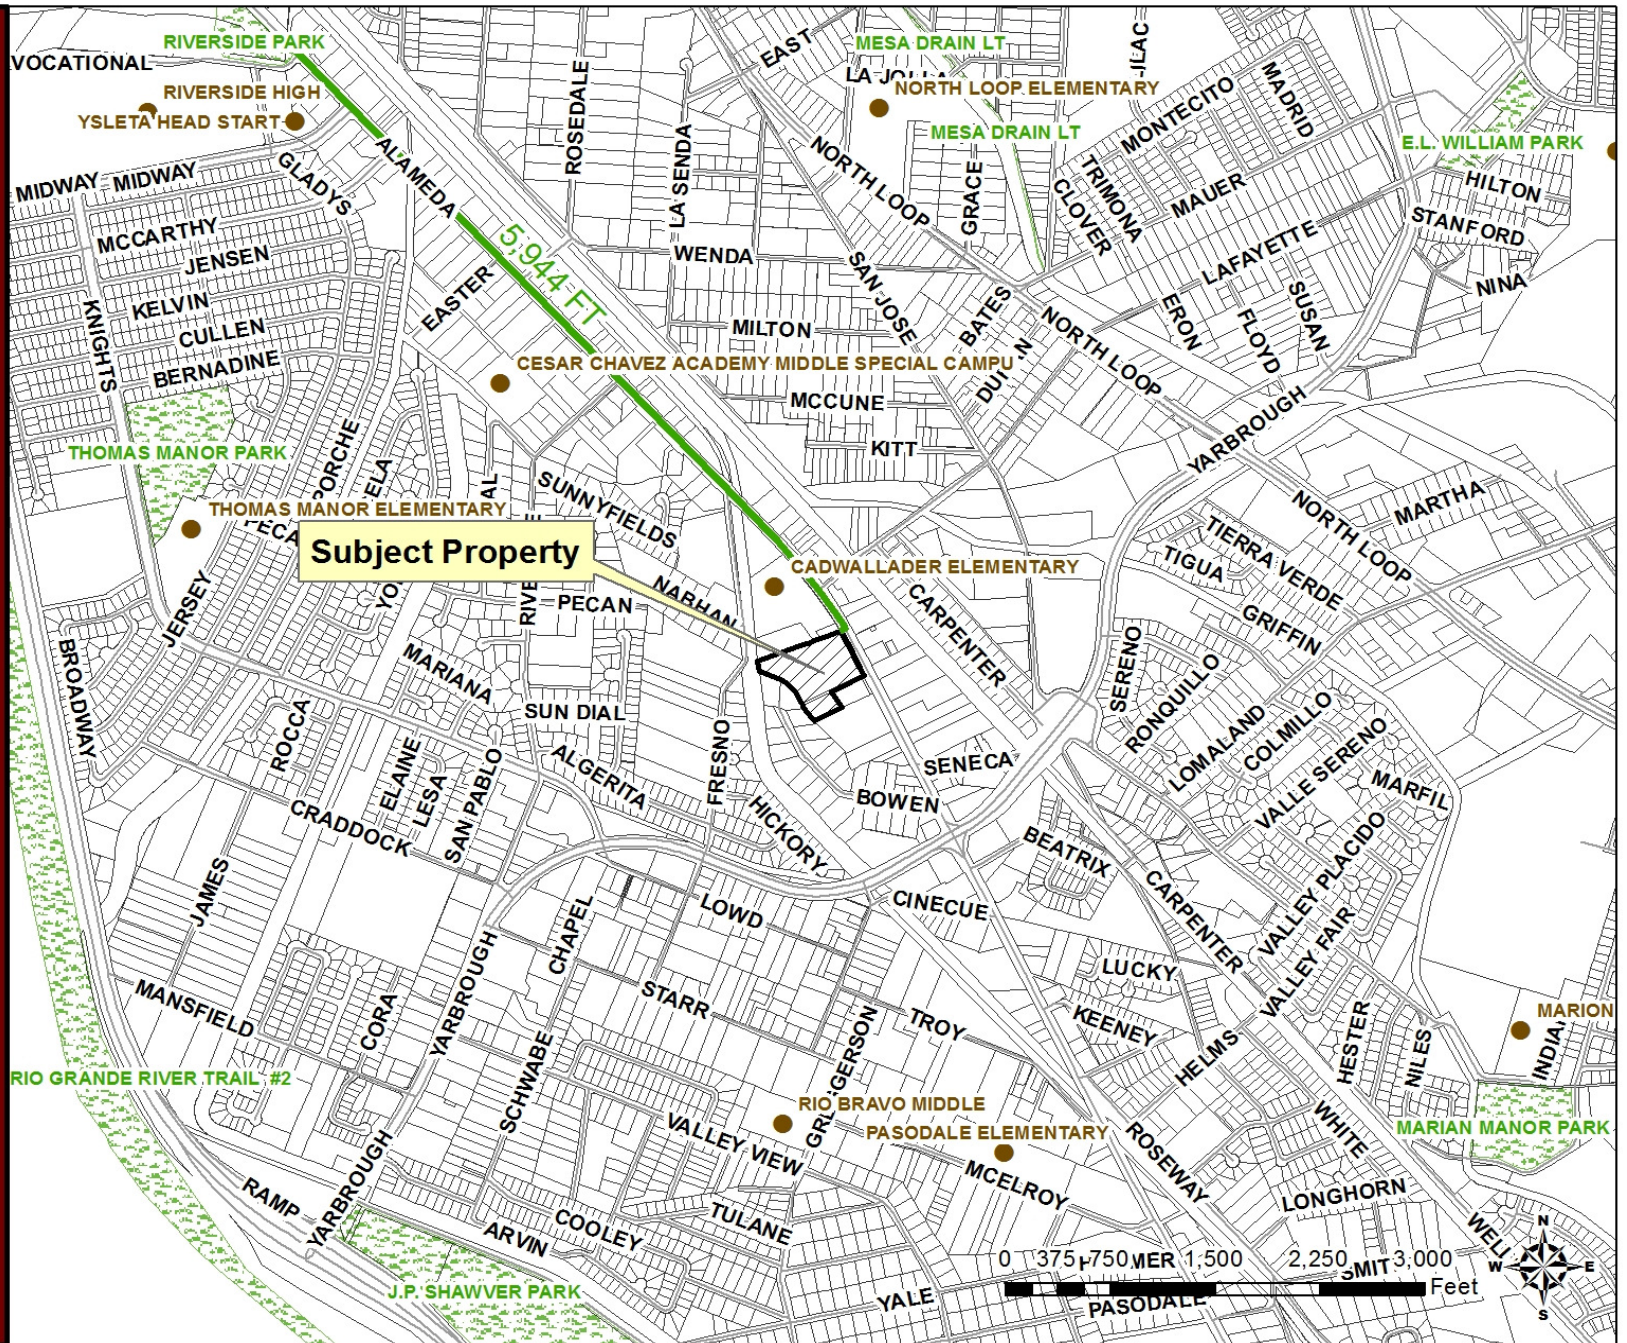 RIVERSIDE PARK
EAST
MESA DRAIN LT
VOCATIONAL
RIVERSIDE HIGH
NORTH LOOP ELEMENTARY
YSLETA HEAD START
ROSEDALE
MONTECITO
MADRID
MESA DRAIN LT
E.L. WILLIAM PARK
ALAMEDA
LA SENDA
NORTH LOOP
GRACE
TRIMONA
CLOVER
MAUER
HILTON
MIDWAY
MIDWAY
GLADYS
STANFORD
MCCARTHY
JENSEN
5,944 FT
WENDA
SAN JOSE
LAFAYETTE
NINA
KELVIN
CULLEN
KNIGHTS
EASTER
MILTON
BATES
NORTH LOOP
ERON
FLOYD
SUSAN
BERNADINE
CESAR CHAVEZ ACADEMY MIDDLE SPECIAL CAMPU
MCCUNE
YARBROUGH
KITT
THOMAS MANOR PARK
PORCHE
THOMAS MANOR ELEMENTARY
SUNNYFIELDS
NORTH LOOP
MARTHA
Subject Property
TIERRA VERDE
TIGUA
CADWALLADER ELEMENTARY
NABHAN
PECAN
CARPENTER
GRIFFIN
JERSEY
BROADWAY
MARIANA
SERENO
RONQUILLO
SUN DIAL
ROCCA
LOMALAND
COLMILLO
ELAINE
LESA
SAN PABLO
ALGERITA
FRESNO
SENECA
VALLE SERENO
MARFIL
CRADDOCK
HICKORY
BOWEN
BEATRIX
VALLEY PLACIDO
JAMES
CHAPEL
LOWD
CINECUE
CARPENTER
VALLEY FAIR
MANSFIELD
CORA
YARBROUGH
STARR
TROY
LUCKY
KEENEY
HELMS
HESTER
NILES
MARION
RIO GRANDE RIVER TRAIL #2
SCHWABE
RIO BRAVO MIDDLE
VALLEY VIEW
PASODALE ELEMENTARY
WHITE
MARIAN MANOR PARK
YARBROUGH
RAMP
MCELROY
ROSEWAY
LONGHORN
ARVIN
COOLEY
TULANE
J.P. SHAWVER PARK
YALE
PASODALE
0 375 750 1,500 2,250 3,000
Feet
N
W E
S